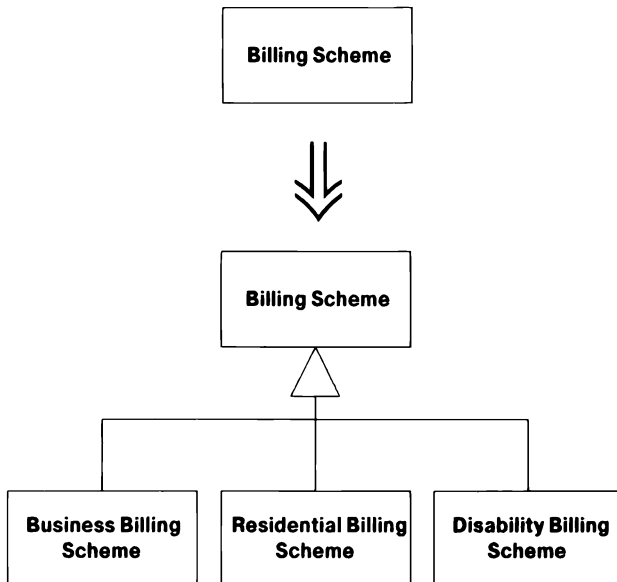 Billing Scheme
Billing Scheme
Business Billing
Scheme
Residential Billing
Scheme
Disability Billing
Scheme